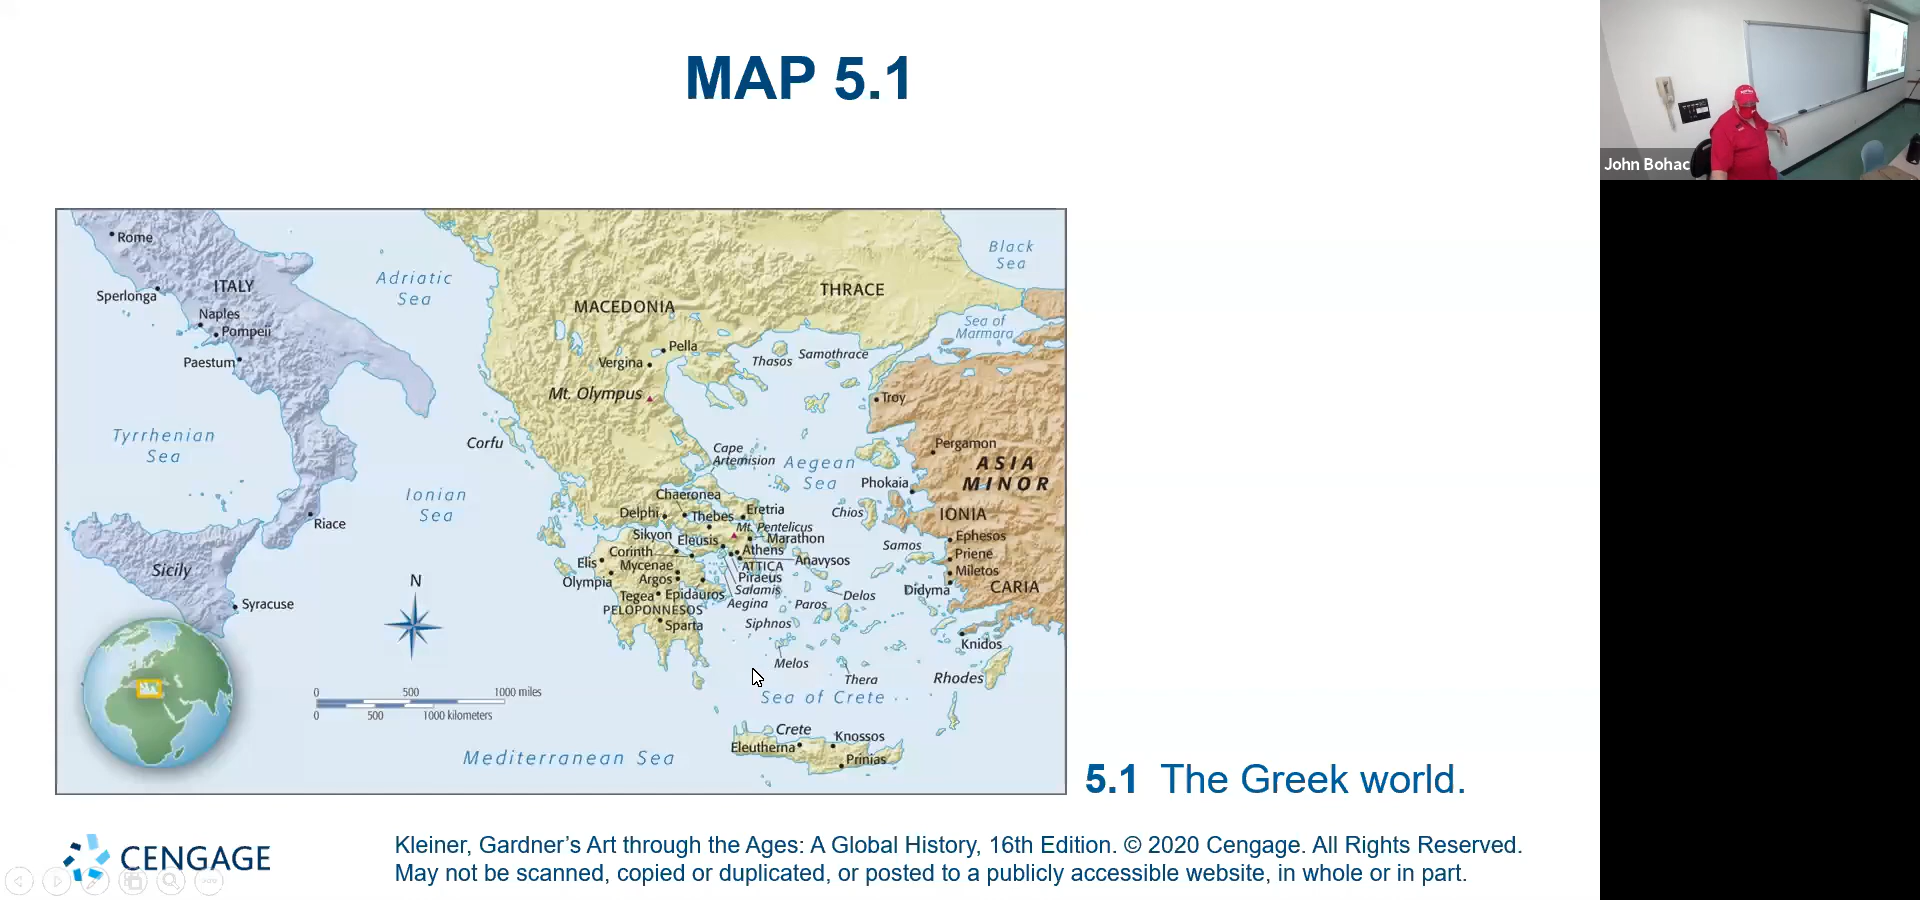 MAP 5.1
John Bohac
Rome
Sperlonga
ITALY
Naples
Pompeii
Paestum
Adriatic
Sea
MACEDONIA
THRACE
Black
Sea
Sea of
Marmara
Pella
Vergina
Thasos
Samothrace
Mt. Olympus
Troy
Tyrrhenian
Sea
Corfu
Cape
Artemision
Aegean
Sea
Pergamon
ASIA
MINOR
Ionian
Sea
Phokaia
Chaeronea
Delphi
Thebes
Eretria
Chios
IONIA
Riace
Mt. Pentelicus
Sikyon
Eleusis
Marathon
Samos
Ephesos
Corinth
Athens
Priene
Elis
Mycenae
ATTICA
Anavysos
Miletos
Sicily
Olympia
Argos
Piraeus
Didyma
CARIA
N
Tegea
Epidauros
Salamis
Delos
Syracuse
PELOPONNESOS
Aegina
Paros
Sparta
Siphnos
Knidos
Melos
Thera
Rhodes
0 500 1000 miles
0 500 1000 kilometers
Sea of Crete
Crete
Knossos
Eleutherna
Prinias
Mediterranean Sea
5.1 The Greek world.
CENGAGE
Kleiner, Gardner’s Art through the Ages: A Global History, 16th Edition. © 2020 Cengage. All Rights Reserved.
May not be scanned, copied or duplicated, or posted to a publicly accessible website, in whole or in part.